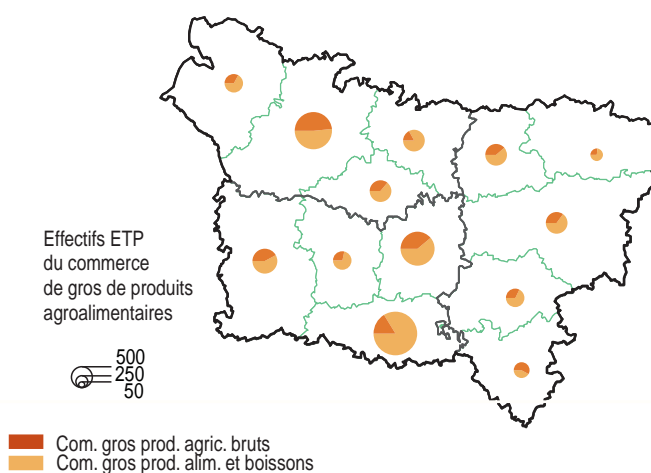 Effectifs ETP
du commerce
de gros de produits
agroalimentaires
500
250
50
Com. gros prod. agric. bruts
Com. gros prod. alim. et boissons